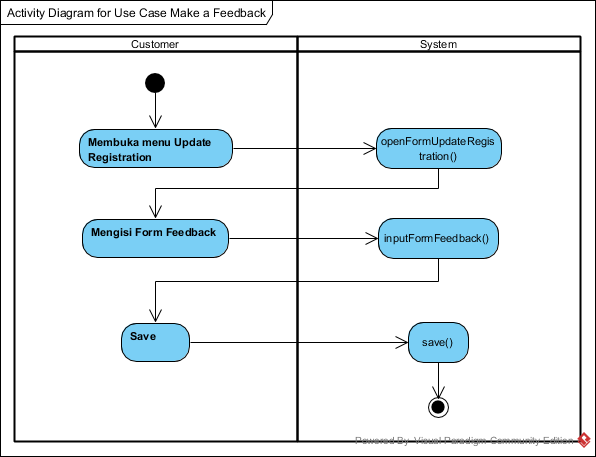 Activity Diagram for Use Case Make a Feedback
Customer
System
Membuka menu Update
Registration
openFormUpdateRegis
tration()
Mengisi Form Feedback
inputFormFeedback()
Save
save()
Powered By Visual Paradigm Community Edition